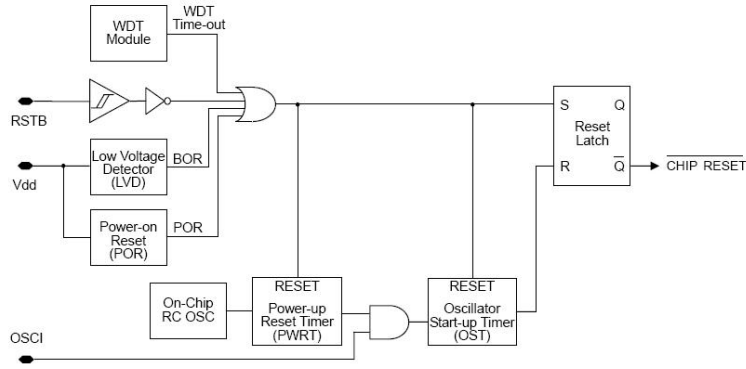 WDT
Module
WDT
Time-out
RSTB
Low Voltage
Detector
(LVD)
BOR
Vdd
Power-on
Reset
(POR)
POR
S
Q
Reset
Latch
R
Q
CHIP RESET
On-Chip
RC OSC
RESET
Power-up
Reset Timer
(PWRT)
RESET
Oscillator
Start-up Timer
(OST)
OSCI